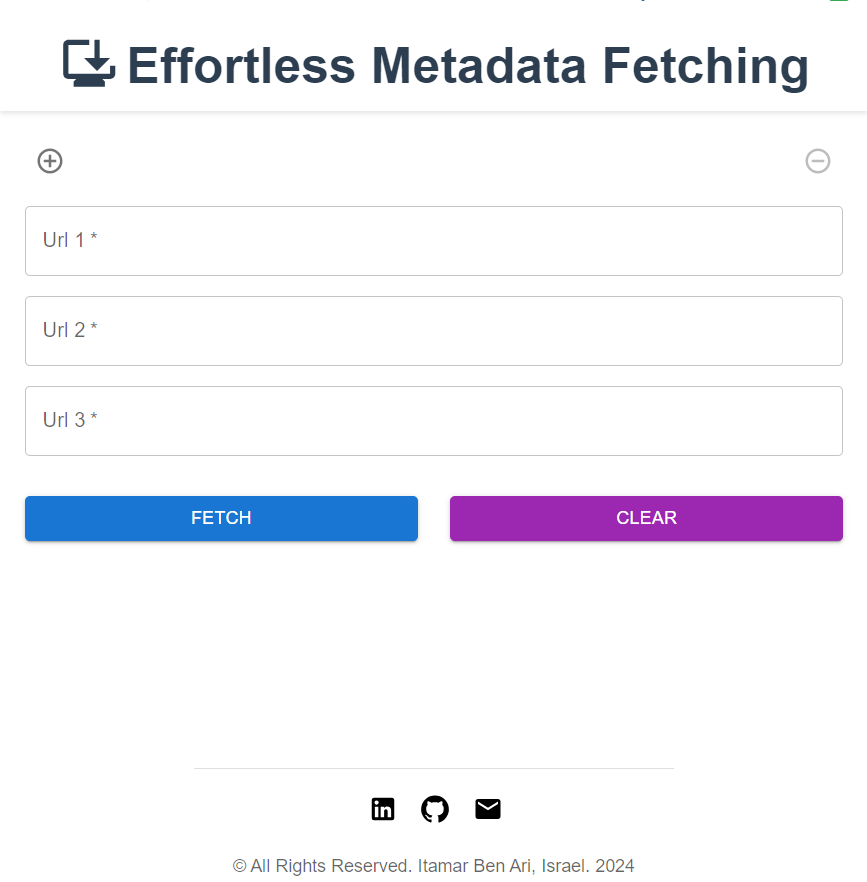 Effortless Metadata Fetching
Url 1 *
Url 2 *
Url 3 *
FETCH
CLEAR
© All Rights Reserved. Itamar Ben Ari, Israel. 2024